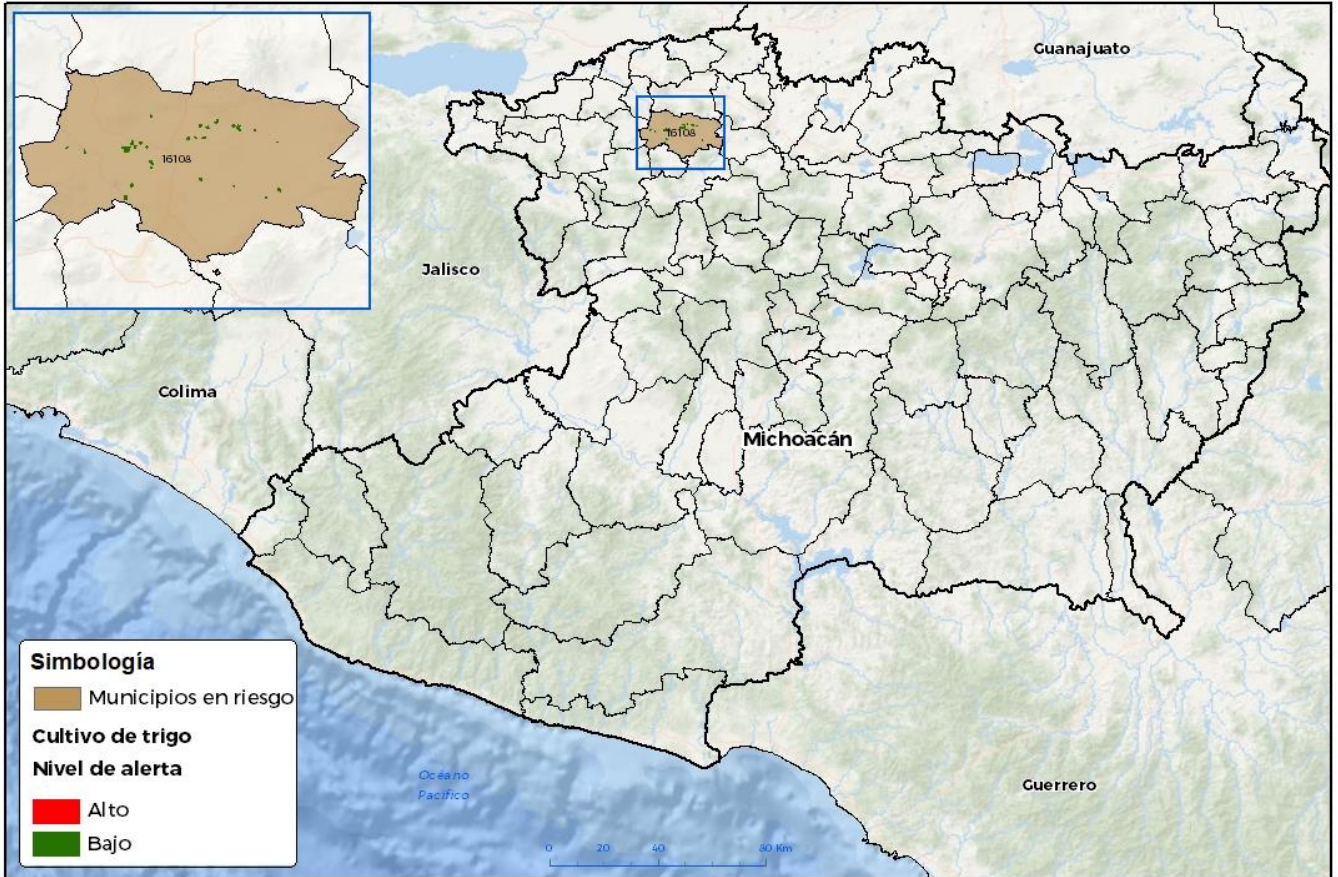 16108
Guanajuato
16108
Jalisco
Colima
Michoacán
Simbología
Municipios en riesgo
Cultivo de trigo
Nivel de alerta
Alto
Bajo
Océano
Pacífico
Guerrero
0 20 40 80 Km